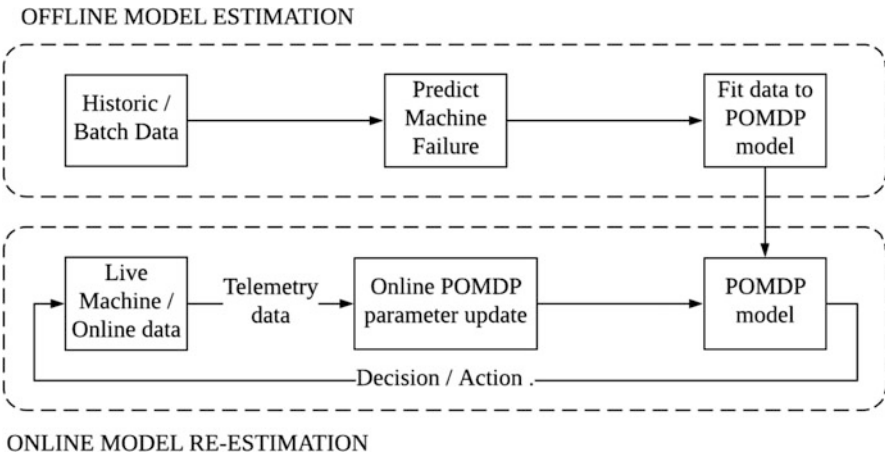 OFFLINE MODEL ESTIMATION
Historic /
Batch Data
Predict
Machine
Failure
Fit data to
POMDP
model
Live
Machine /
Online data
Telemetry
data
Online POMDP
parameter update
POMDP
model
Decision / Action .
ONLINE MODEL RE-ESTIMATION